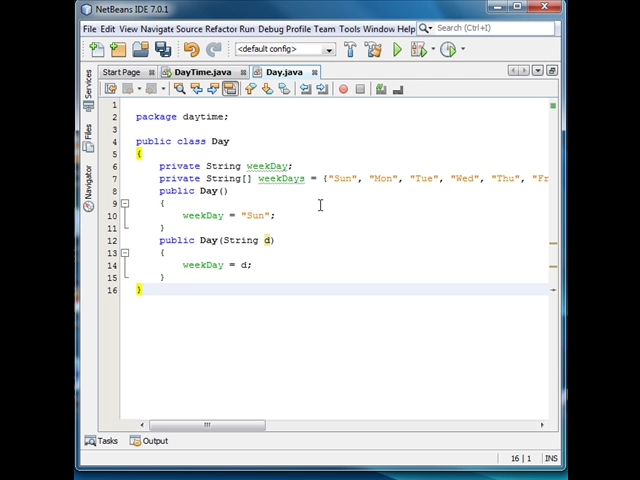 NetBeans IDE 7.0.1
File Edit View Navigate Source Refactor Run Debug Profile Team Tools Window Help
Search (Ctrl+I)
<default config>
Start Page DayTime.java Day.java
Services
Files
Navigator
1
2 package daytime;
3
4 public class Day
5 {
6 private String weekDay;
7 private String[] weekDays = {"Sun", "Mon", "Tue", "Wed", "Thu", "Fr
8 public Day()
9 {
10 weekDay = "Sun";
11 }
12 public Day(String d)
13 {
14 weekDay = d;
15 }
16 }
Tasks Output
16 | 1 INS